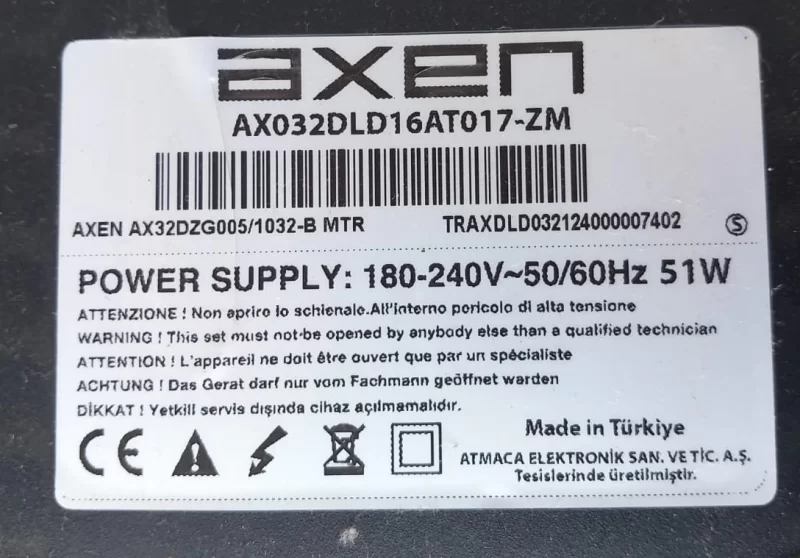 axen
AX032DLD16AT017-ZM
AXEN AX32DZG005/1032-B MTR TRAXDLD032124000007402 S
POWER SUPPLY: 180-240V~50/60Hz 51W
ATTENZIONE ! Non aprire lo schienale.All'interno pericolo di alta tensione
WARNING ! This set must not be opened by anybody else than a qualified technician
ATTENTION ! L'appareil ne doit être ouvert que par un spécialiste
ACHTUNG ! Das Gerat darf nur vom Fachmann geöffnet warden
DİKKAT ! Yetkili servis dışında cihaz açılmamalıdır.
CE
Made in Türkiye
ATMACA ELEKTRONİK SAN. VE TİC. A.Ş.
Tesislerinde üretilmiştir.